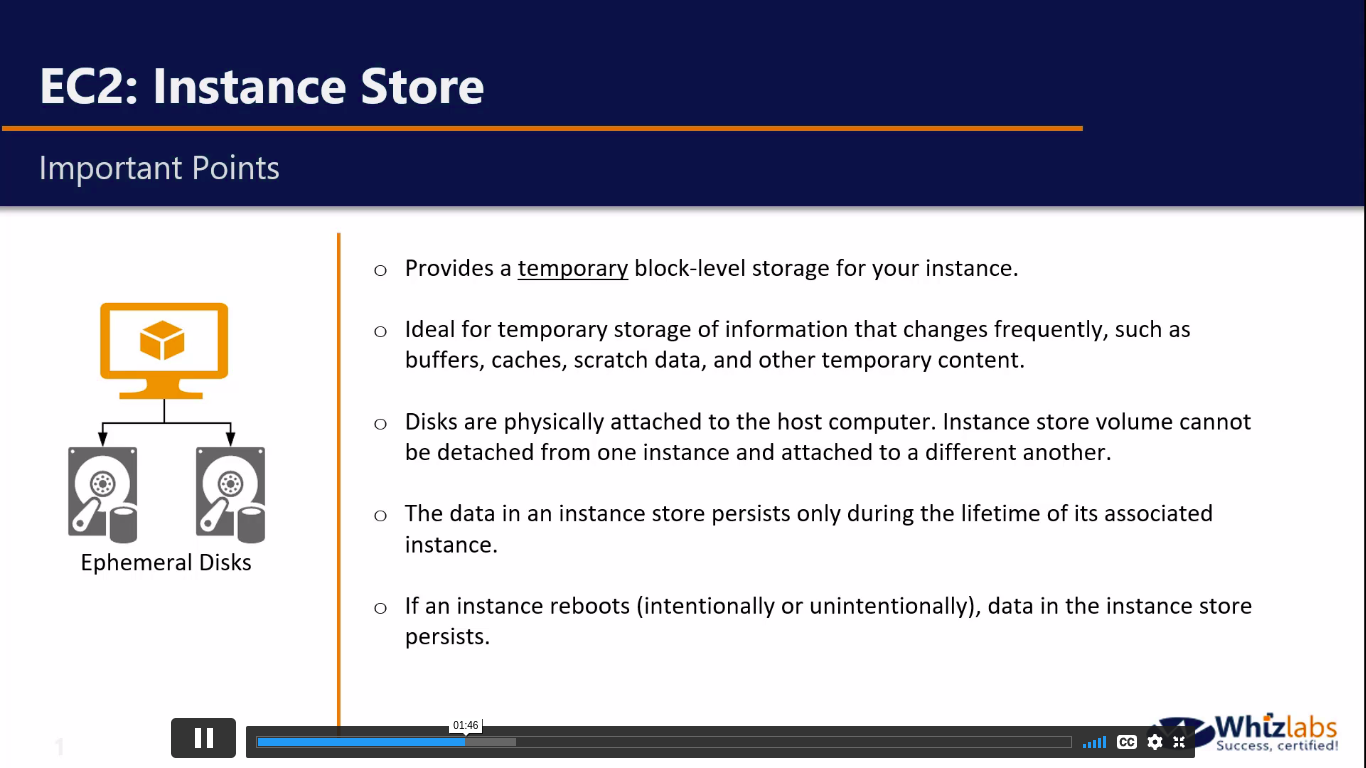 EC2: Instance Store
Important Points
Ephemeral Disks
o Provides a temporary block-level storage for your instance.
o Ideal for temporary storage of information that changes frequently, such as
buffers, caches, scratch data, and other temporary content.
o Disks are physically attached to the host computer. Instance store volume cannot
be detached from one instance and attached to a different another.
o The data in an instance store persists only during the lifetime of its associated
instance.
o If an instance reboots (intentionally or unintentionally), data in the instance store
persists.
1
01:46
CC
Whizlabs
Success, certified!